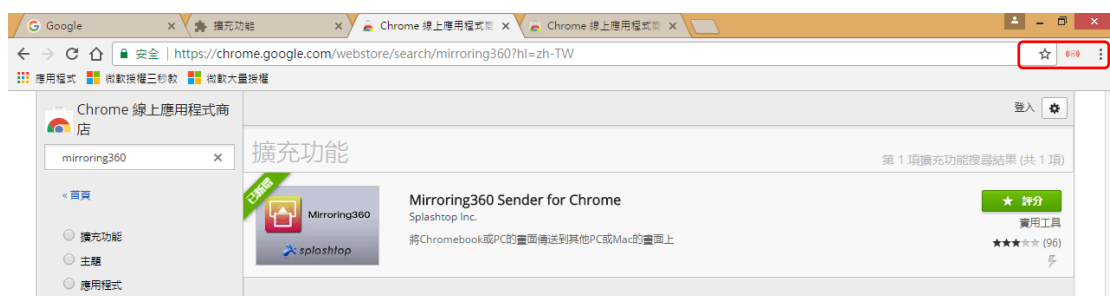 Google
擴充功能
Chrome 線上應用程式商
Chrome 線上應用程式商
安全 | https://chrome.google.com/webstore/search/mirroring360?hl=zh-TW
應用程式 微軟授權三秒教 微軟大量授權
Chrome 線上應用程式商店
登入
mirroring360
擴充功能
第 1 項擴充功能搜尋結果 (共 1 項)
«首頁
擴充功能
主題
應用程式
已新增
Mirroring360
splashtop
Mirroring360 Sender for Chrome
Splashtop Inc.
將Chromebook或PC的畫面傳送到其他PC或Mac的畫面上
★ 評分
實用工具
★★★☆☆ (96)